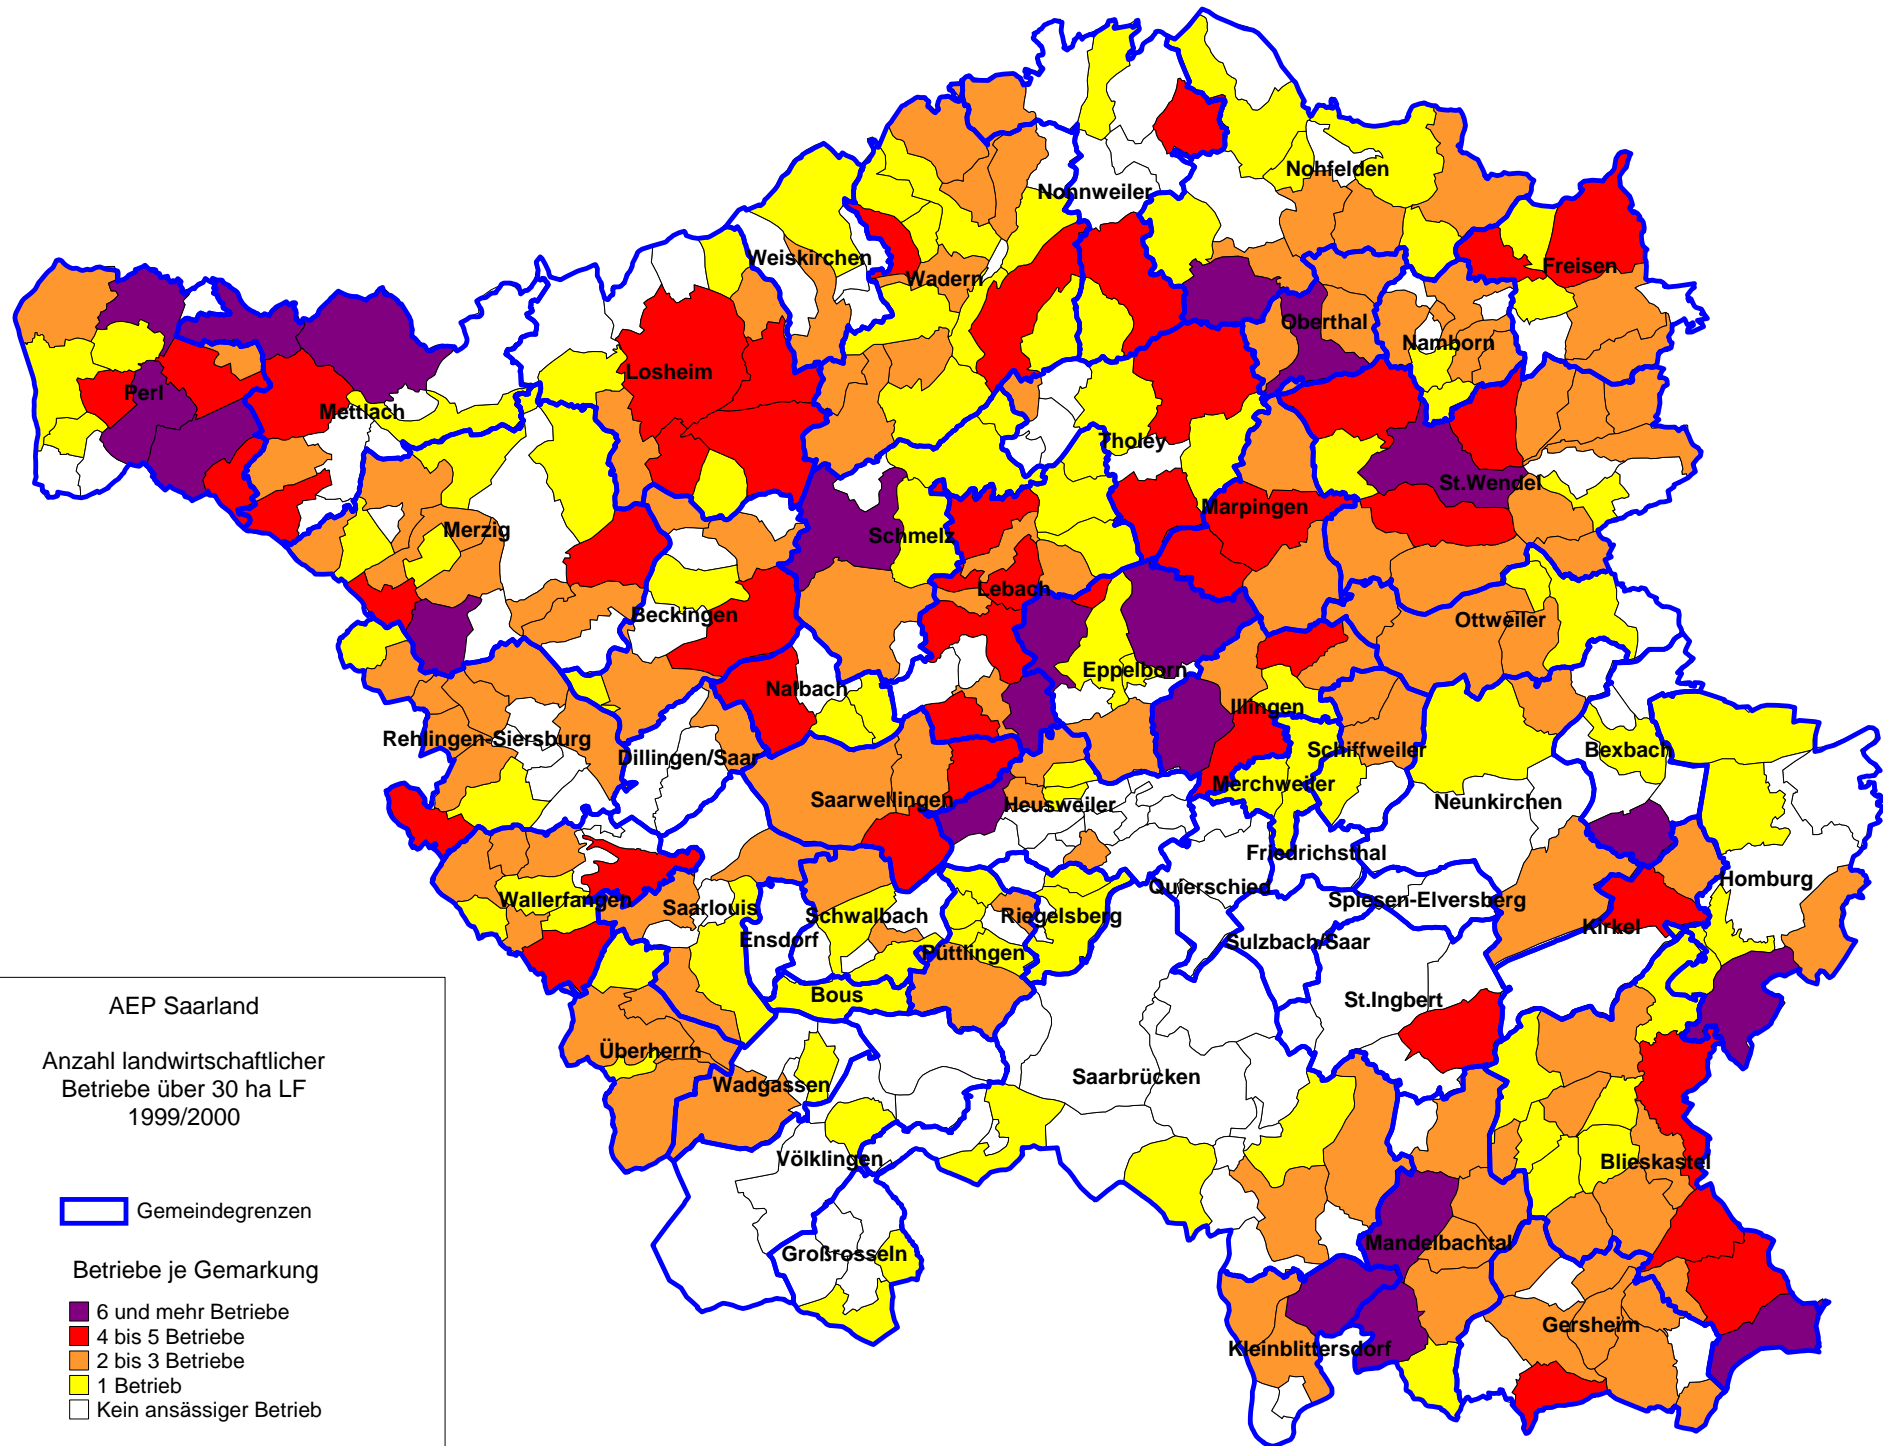 Nohfelden
Nonnweiler
Weiskirchen
Wadern
Freisen
Oberthal
Namborn
Losheim
Perl
Mettlach
Tholey
St.Wendel
Marpingen
Merzig
Schmelz
Lebach
Beckingen
Ottweiler
Eppelborn
Nalbach
Illingen
Rehlingen-Siersburg
Dillingen/Saar
Schiffweiler
Bexbach
Merchweiler
Saarwellingen
Heusweiler
Neunkirchen
Friedrichsthal
Quierschied
Homburg
Wallerfangen
Saarlouis
Schwalbach
Riegelsberg
Spiesen-Elversberg
Kirkel
Ensdorf
Püttlingen
Sulzbach/Saar
Bous
St.Ingbert
Überherrn
Wadgassen
Saarbrücken
Völklingen
Blieskastel
Großrosseln
Mandelbachtal
Gersheim
Kleinblittersdorf
AEP Saarland
Anzahl landwirtschaftlicher
Betriebe über 30 ha LF
1999/2000
Gemeindegrenzen
Betriebe je Gemarkung
6 und mehr Betriebe
4 bis 5 Betriebe
2 bis 3 Betriebe
1 Betrieb
Kein ansässiger Betrieb